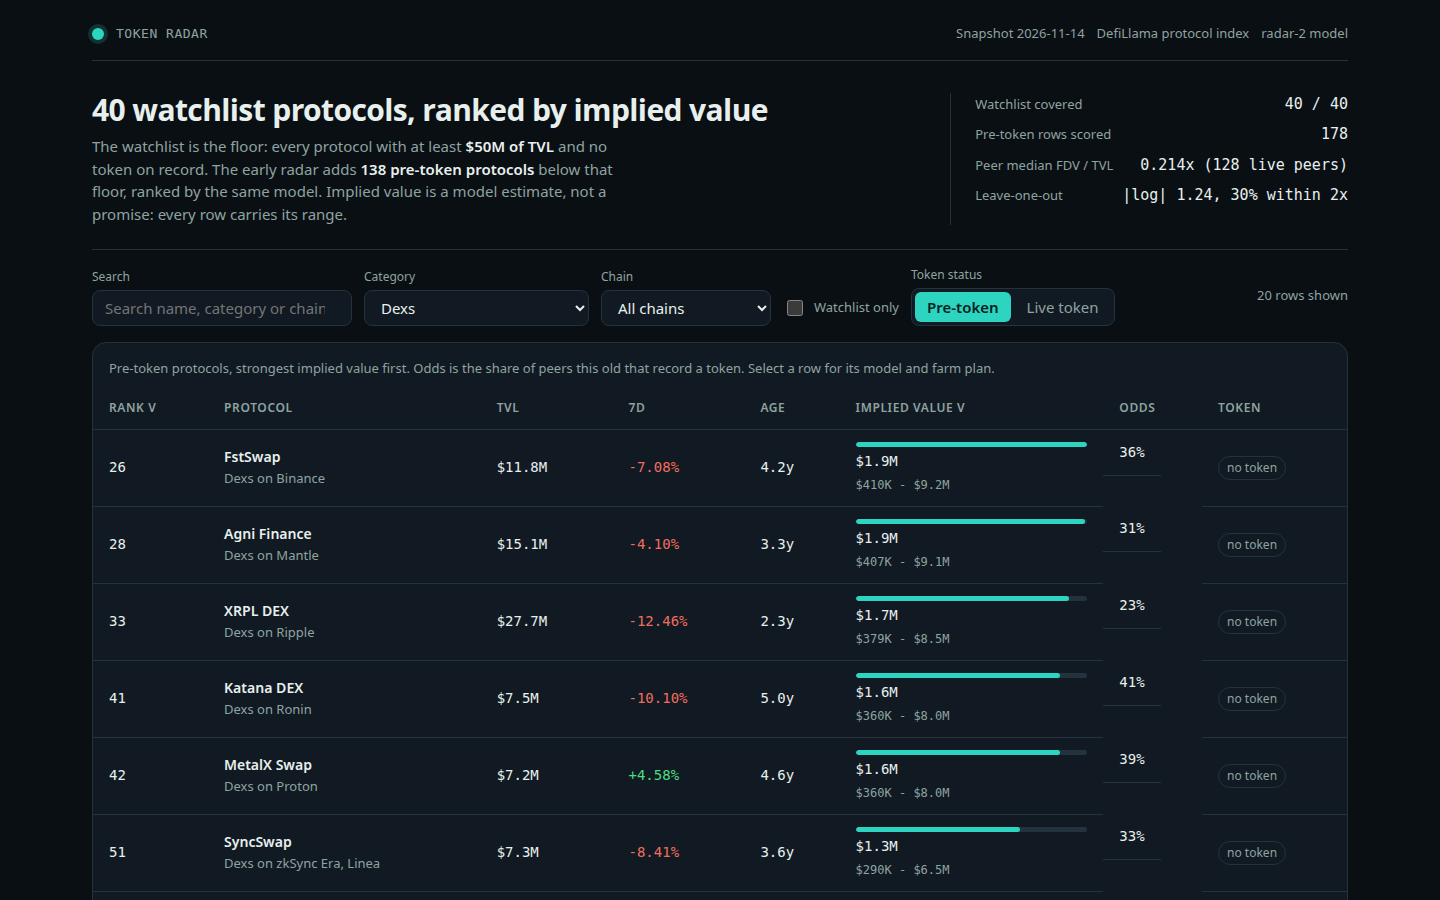 TOKEN RADAR
Snapshot 2026-11-14 DefiLlama protocol index radar-2 model
40 watchlist protocols, ranked by implied value
The watchlist is the floor: every protocol with at least $50M of TVL and no
token on record. The early radar adds 138 pre-token protocols below that
floor, ranked by the same model. Implied value is a model estimate, not a
promise: every row carries its range.
Watchlist covered 40 / 40
Pre-token rows scored 178
Peer median FDV / TVL 0.214x (128 live peers)
Leave-one-out |log| 1.24, 30% within 2x
Search Category Chain Token status
Search name, category or chain Dexs All chains Watchlist only Pre-token Live token 20 rows shown
Pre-token protocols, strongest implied value first. Odds is the share of peers this old that record a token. Select a row for its model and farm plan.
RANK V PROTOCOL TVL 7D AGE IMPLIED VALUE V ODDS TOKEN
26 FstSwap $11.8M -7.08% 4.2y $1.9M 36% no token
Dexs on Binance $410K - $9.2M
28 Agni Finance $15.1M -4.10% 3.3y $1.9M 31% no token
Dexs on Mantle $407K - $9.1M
33 XRPL DEX $27.7M -12.46% 2.3y $1.7M 23% no token
Dexs on Ripple $379K - $8.5M
41 Katana DEX $7.5M -10.10% 5.0y $1.6M 41% no token
Dexs on Ronin $360K - $8.0M
42 MetalX Swap $7.2M +4.58% 4.6y $1.6M 39% no token
Dexs on Proton $360K - $8.0M
51 SyncSwap $7.3M -8.41% 3.6y $1.3M 33% no token
Dexs on zkSync Era, Linea $290K - $6.5M